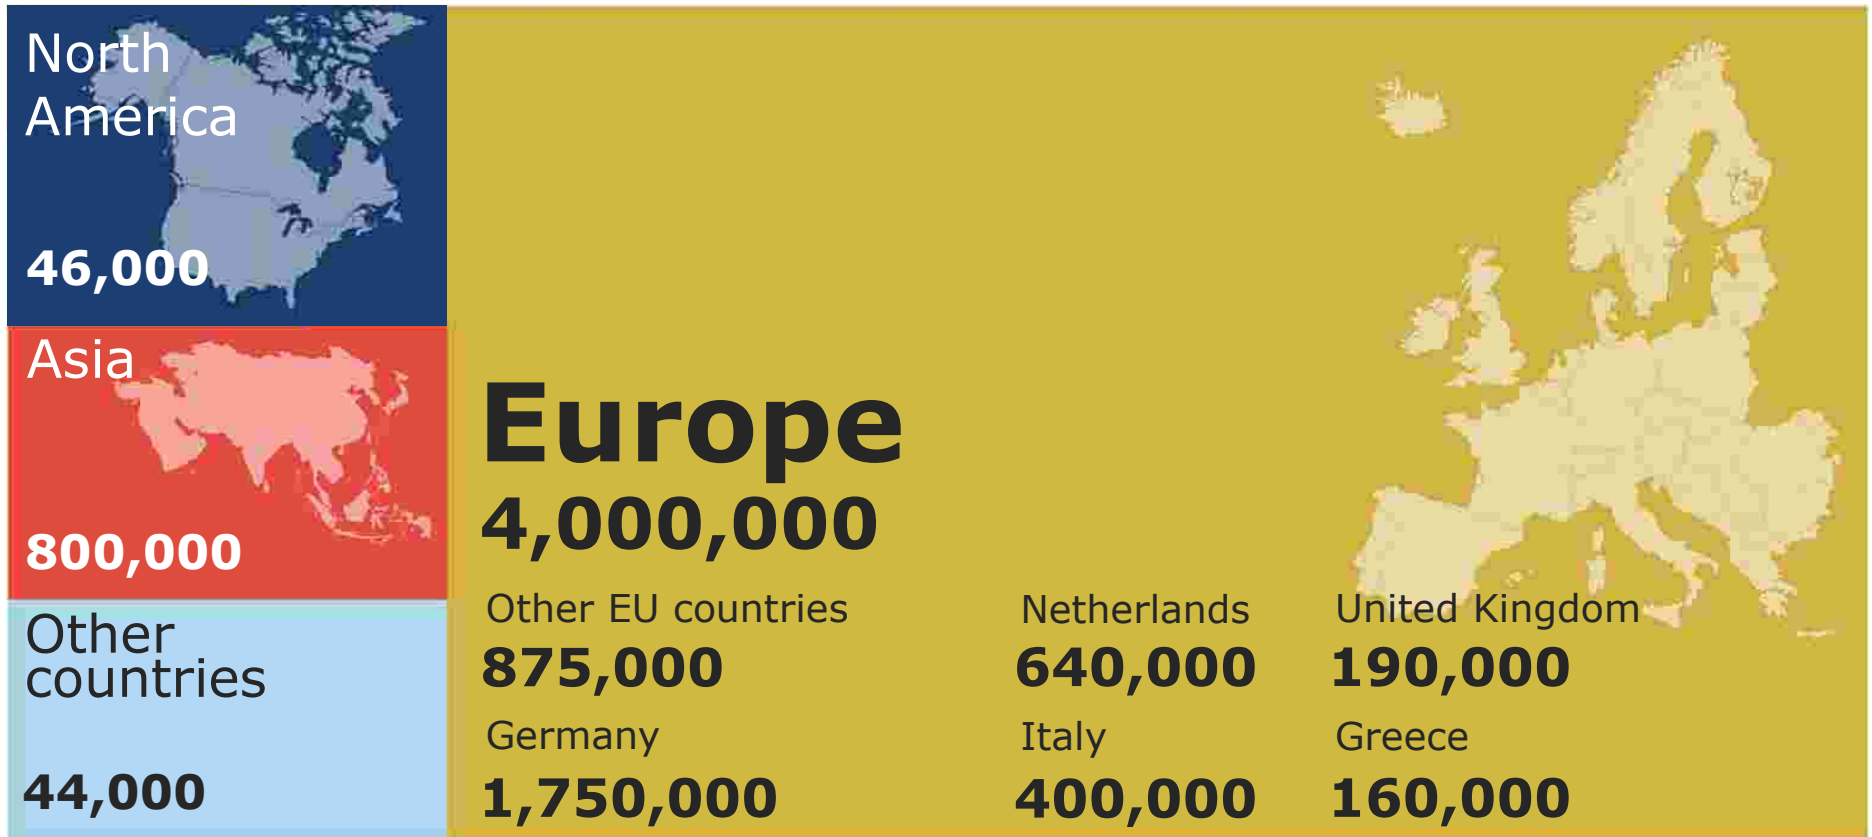 North
America
46,000
Asia
800,000
Other
countries
44,000
Europe
4,000,000
Other EU countries
875,000
Netherlands
640,000
United Kingdom
190,000
Germany
1,750,000
Italy
400,000
Greece
160,000